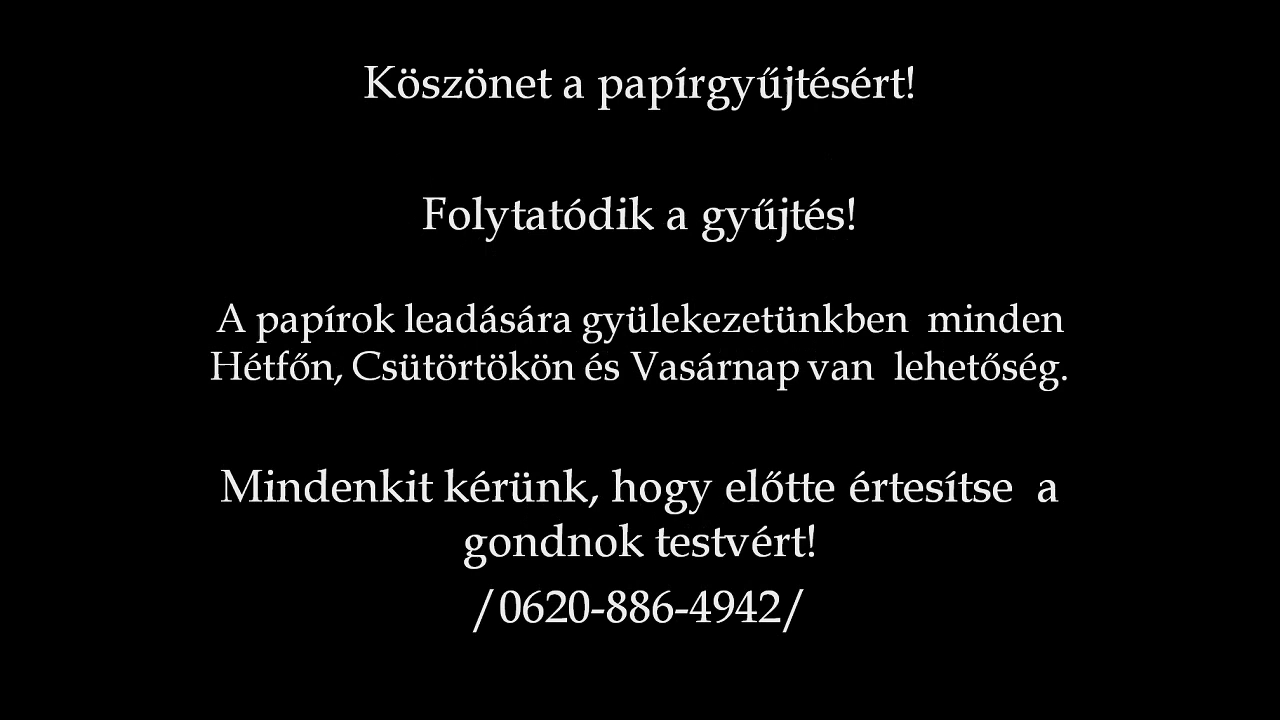 Köszönet a papírgyűjtésért!
Folytatódik a gyűjtés!
A papírok leadására gyülekezetünkben minden
Hétfőn, Csütörtökön és Vasárnap van lehetőség.
Mindenkit kérünk, hogy előtte értesítse a
gondnok testvért!
/0620-886-4942/